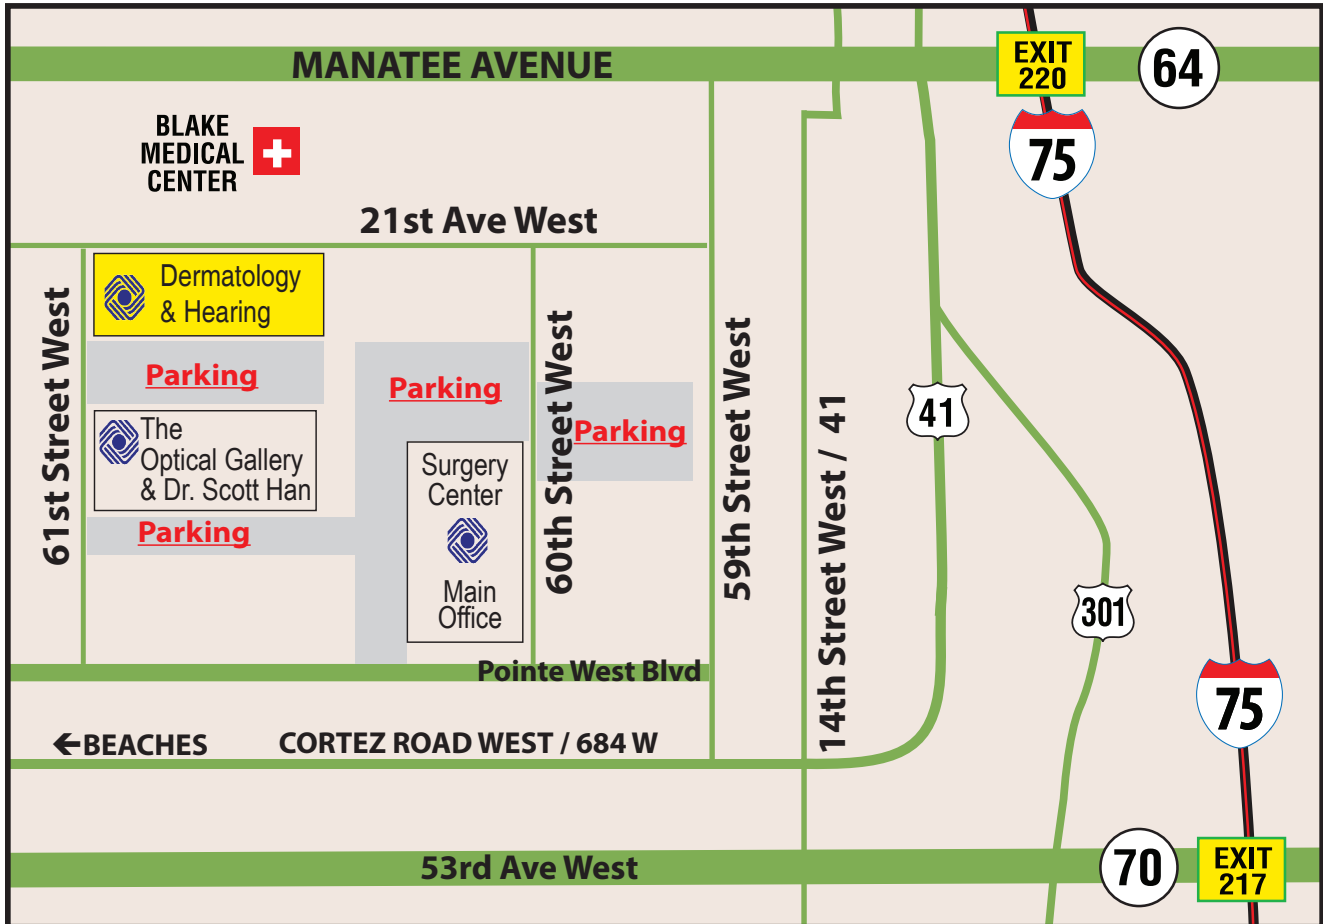 MANATEE AVENUE
EXIT
220
64
75
BLAKE
MEDICAL
CENTER
21st Ave West
61st Street West
Dermatology
& Hearing
Parking
The
Optical Gallery
& Dr. Scott Han
Parking
Parking
Surgery
Center
Main
Office
60th Street West
Parking
59th Street West
14th Street West / 41
41
301
75
Pointe West Blvd
←BEACHES
CORTEZ ROAD WEST / 684 W
53rd Ave West
70
EXIT
217